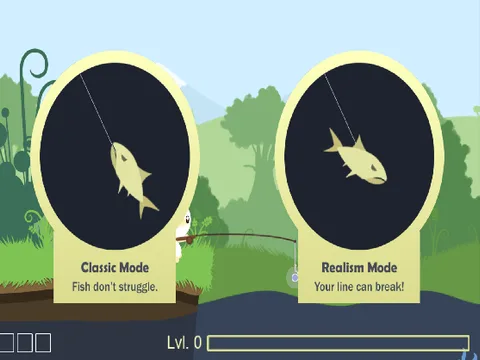 Classic Mode
Fish don't struggle.
Realism Mode
Your line can break!
Lvl. 0